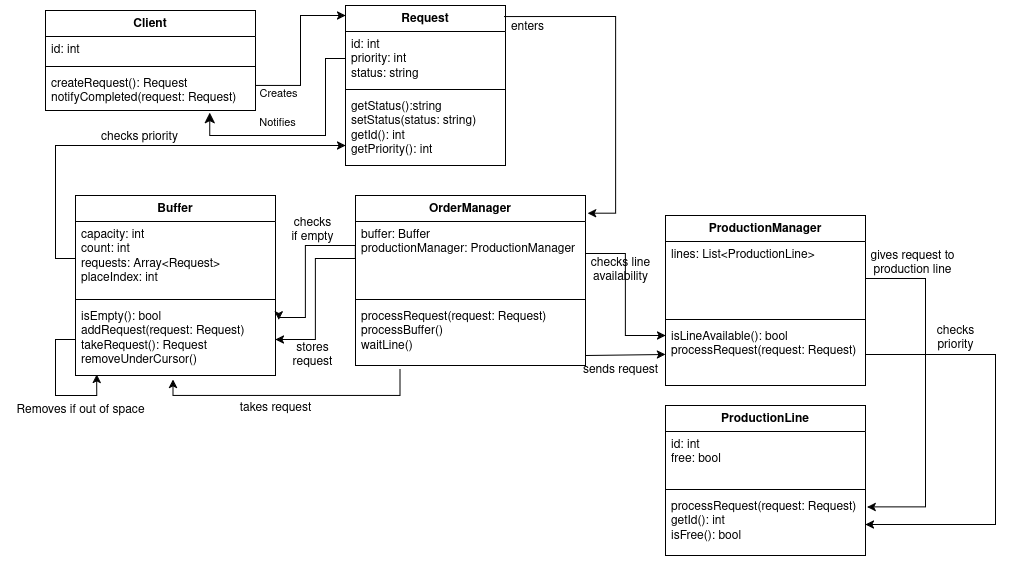 Client
id: int
createRequest(): Request
notifyCompleted(request: Request)
Creates
Notifies
checks priority
Request
id: int
priority: int
status: string
getStatus():string
setStatus(status: string)
getId(): int
getPriority(): int
enters
Buffer
capacity: int
count: int
requests: Array<Request>
placeIndex: int
isEmpty(): bool
addRequest(request: Request)
takeRequest(): Request
removeUnderCursor()
Removes if out of space
checks
if empty
stores
request
takes request
OrderManager
buffer: Buffer
productionManager: ProductionManager
processRequest(request: Request)
processBuffer()
waitLine()
checks line
availability
sends request
ProductionManager
lines: List<ProductionLine>
isLineAvailable(): bool
processRequest(request: Request)
gives request to
production line
checks
priority
ProductionLine
id: int
free: bool
processRequest(request: Request)
getId(): int
isFree(): bool